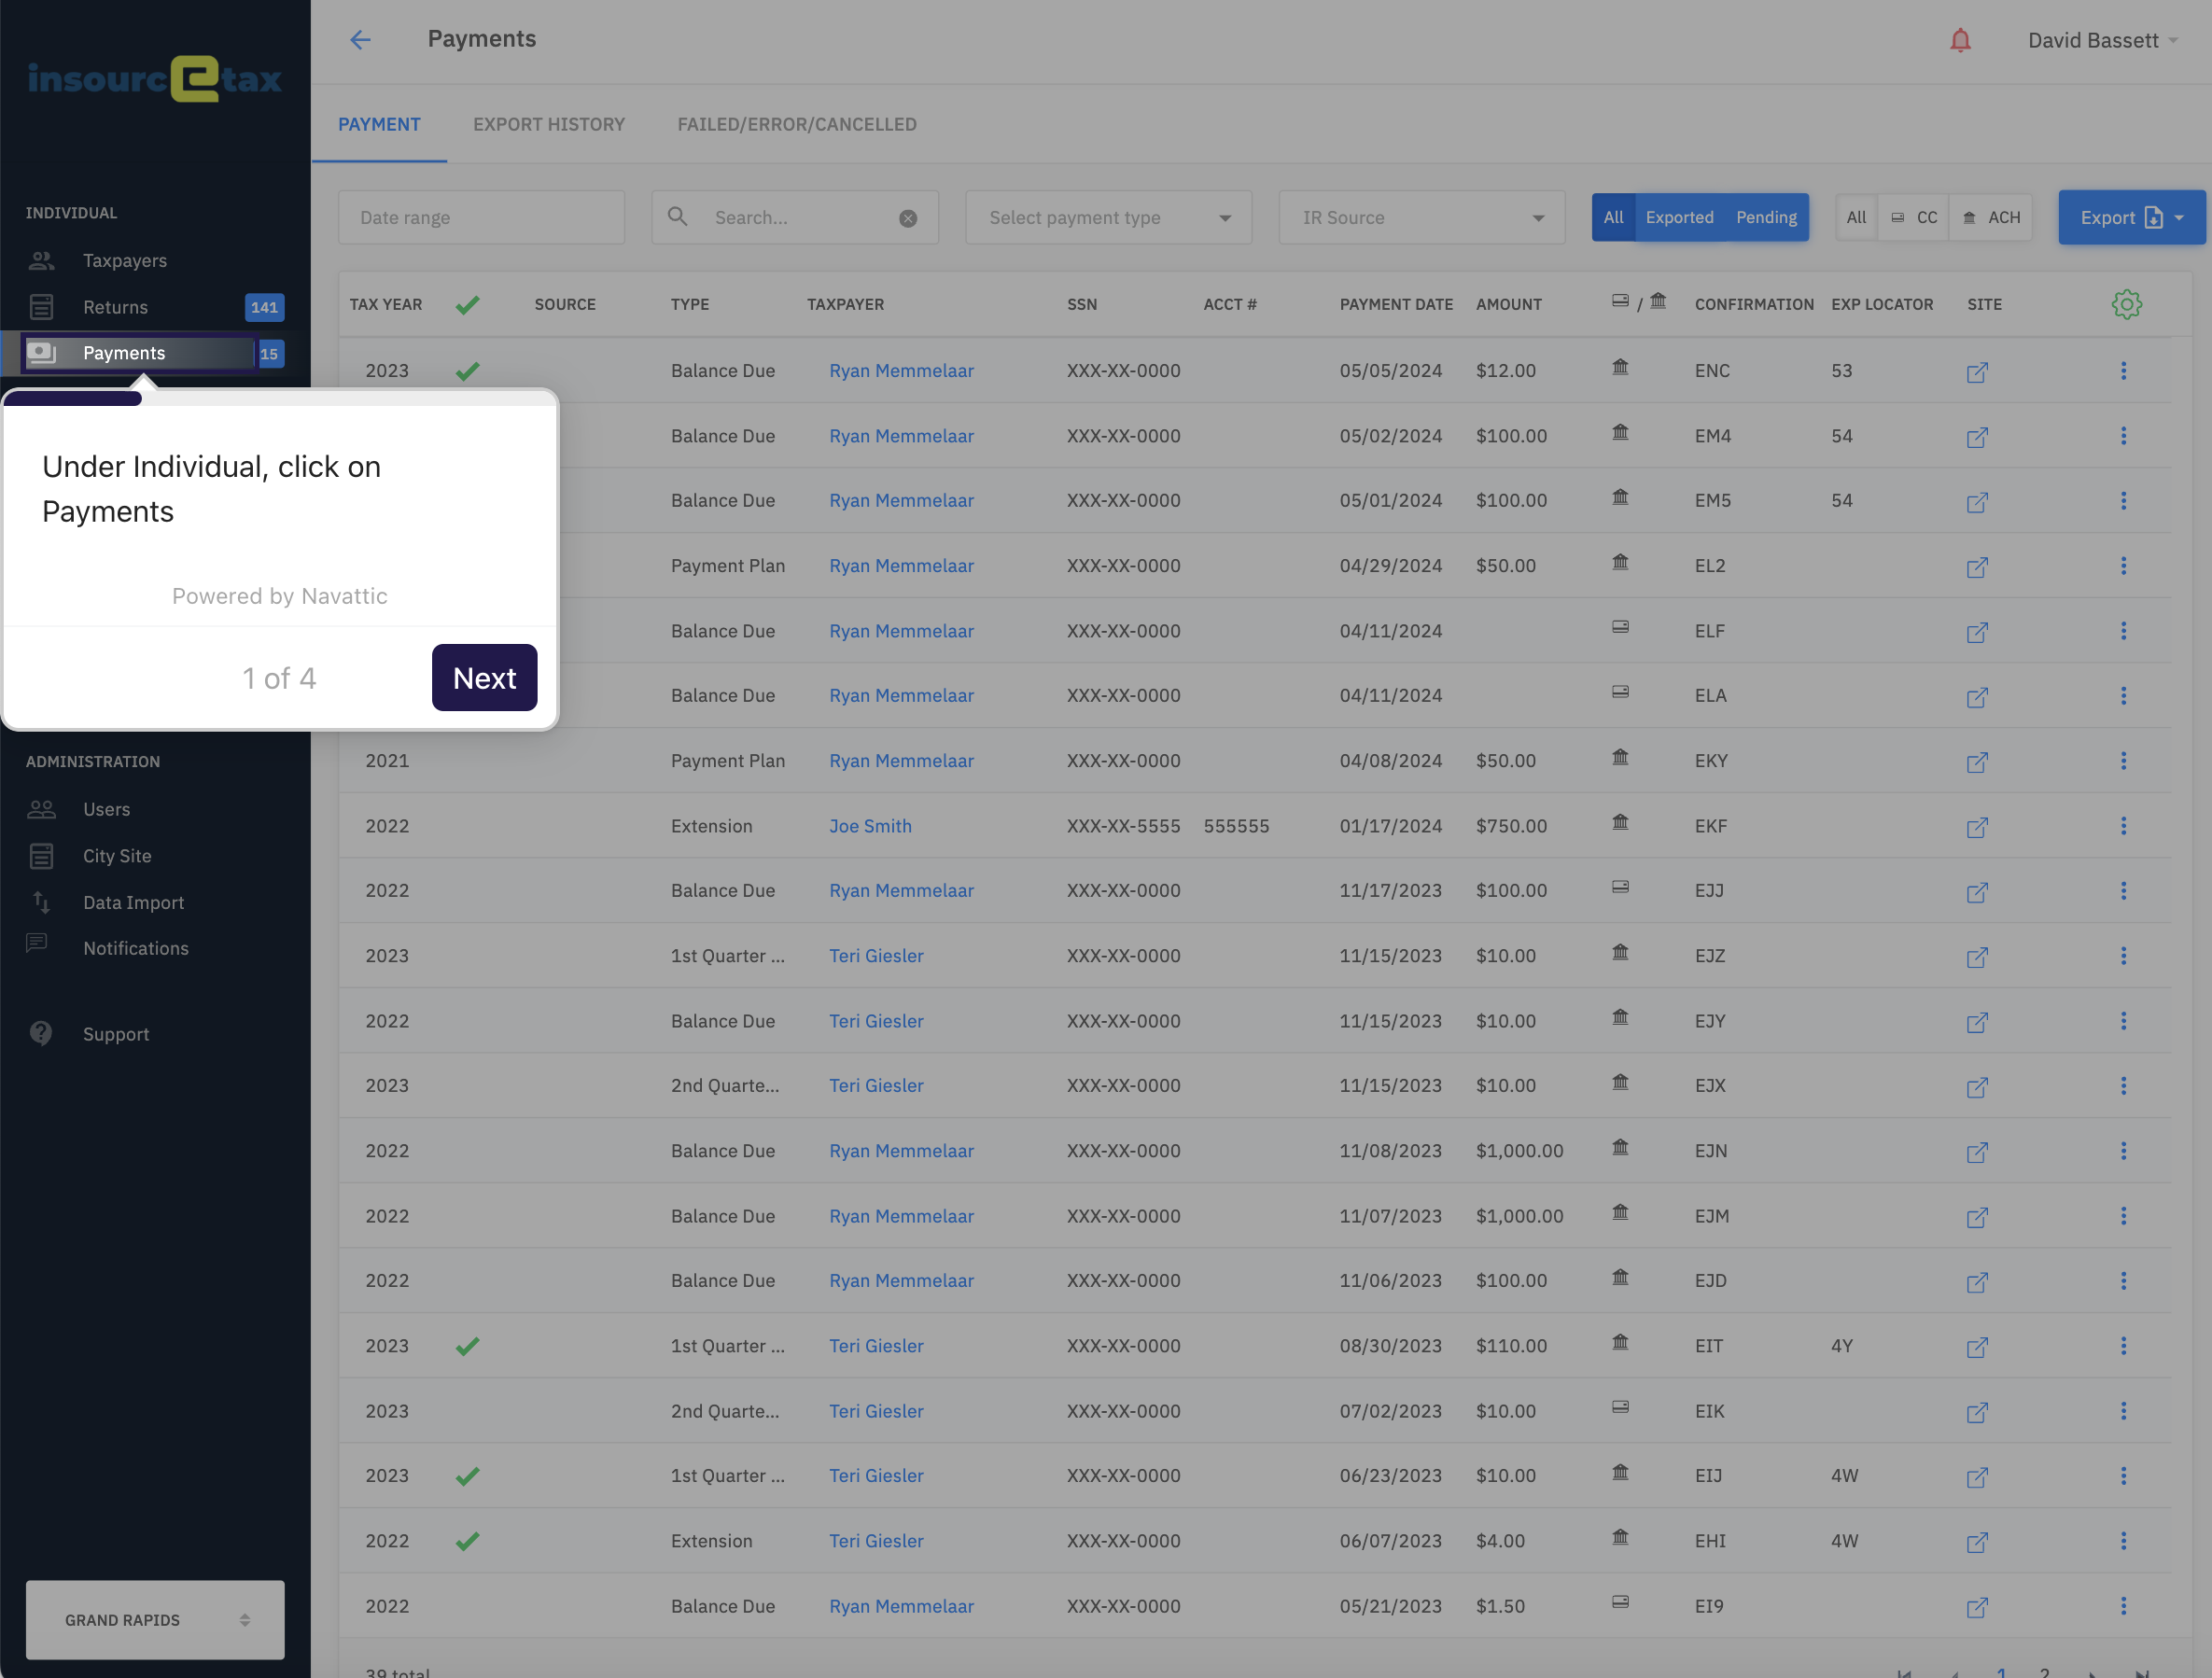 insourcetax
Payments
David Bassett
PAYMENT EXPORT HISTORY FAILED/ERROR/CANCELLED
INDIVIDUAL
Taxpayers
Returns 141
Payments 15
Under Individual, click on
Payments
Powered by Navattic
1 of 4 Next
ADMINISTRATION
Users
City Site
Data Import
Notifications
Support
GRAND RAPIDS
Date range Search... Select payment type IR Source All Exported Pending All CC ACH Export
TAX YEAR SOURCE TYPE TAXPAYER SSN ACCT # PAYMENT DATE AMOUNT / CONFIRMATION EXP LOCATOR SITE
2023 Balance Due Ryan Memmelaar XXX-XX-0000 05/05/2024 $12.00 ENC 53
Balance Due Ryan Memmelaar XXX-XX-0000 05/02/2024 $100.00 EM4 54
Balance Due Ryan Memmelaar XXX-XX-0000 05/01/2024 $100.00 EM5 54
Payment Plan Ryan Memmelaar XXX-XX-0000 04/29/2024 $50.00 EL2
Balance Due Ryan Memmelaar XXX-XX-0000 04/11/2024 ELF
Balance Due Ryan Memmelaar XXX-XX-0000 04/11/2024 ELA
2021 Payment Plan Ryan Memmelaar XXX-XX-0000 04/08/2024 $50.00 EKY
2022 Extension Joe Smith XXX-XX-5555 555555 01/17/2024 $750.00 EKF
2022 Balance Due Ryan Memmelaar XXX-XX-0000 11/17/2023 $100.00 EJJ
2023 1st Quarter ... Teri Giesler XXX-XX-0000 11/15/2023 $10.00 EJZ
2022 Balance Due Teri Giesler XXX-XX-0000 11/15/2023 $10.00 EJY
2023 2nd Quarte... Teri Giesler XXX-XX-0000 11/15/2023 $10.00 EJX
2022 Balance Due Ryan Memmelaar XXX-XX-0000 11/08/2023 $1,000.00 EJN
2022 Balance Due Ryan Memmelaar XXX-XX-0000 11/07/2023 $1,000.00 EJM
2022 Balance Due Ryan Memmelaar XXX-XX-0000 11/06/2023 $100.00 EJD
2023 1st Quarter ... Teri Giesler XXX-XX-0000 08/30/2023 $110.00 EIT 4Y
2023 2nd Quarte... Teri Giesler XXX-XX-0000 07/02/2023 $10.00 EIK
2023 1st Quarter ... Teri Giesler XXX-XX-0000 06/23/2023 $10.00 EIJ 4W
2022 Extension Teri Giesler XXX-XX-0000 06/07/2023 $4.00 EHI 4W
2022 Balance Due Ryan Memmelaar XXX-XX-0000 05/21/2023 $1.50 EI9
39 total 1 2